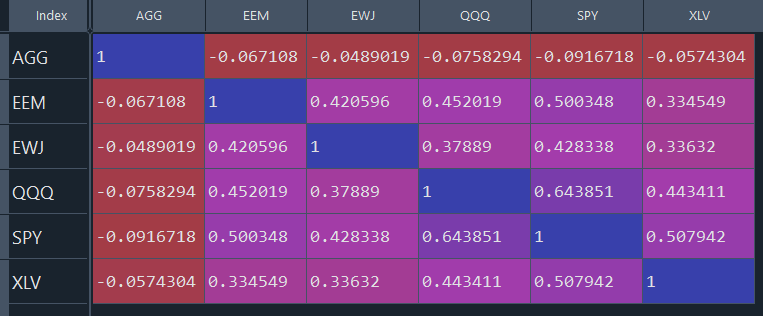 Index AGG EEM EWJ QQQ SPY XLV
AGG 1 -0.067108 -0.0489019 -0.0758294 -0.0916718 -0.0574304
EEM -0.067108 1 0.420596 0.452019 0.500348 0.334549
EWJ -0.0489019 0.420596 1 0.37889 0.428338 0.33632
QQQ -0.0758294 0.452019 0.37889 1 0.643851 0.443411
SPY -0.0916718 0.500348 0.428338 0.643851 1 0.507942
XLV -0.0574304 0.334549 0.33632 0.443411 0.507942 1